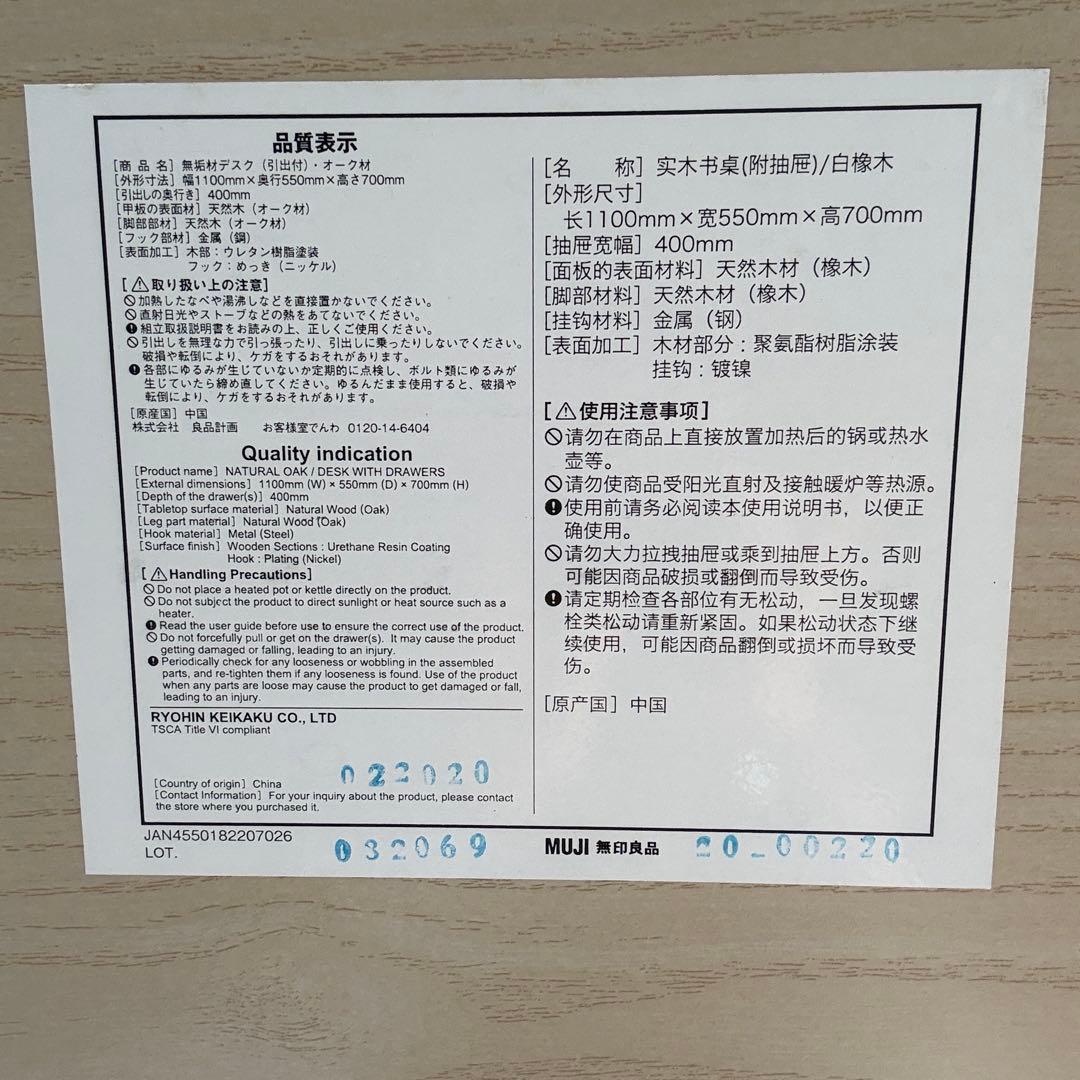 品質表示
[商 品 名] 無垢材デスク（引出付）・オーク材
[外形寸法] 幅1100mm×奥行550mm×高さ700mm
[引出しの奥行き] 400mm
[甲板の表面材] 天然木（オーク材）
[脚部部材] 天然木（オーク材）
[フック部材] 金属（鋼）
[表面加工] 木部：ウレタン樹脂塗装
フック：めっき（ニッケル）
[⚠取り扱い上の注意]
加熱したなべや湯沸しなどを直接置かないでください。
直射日光やストーブなどの熱をあてないでください。
組立取扱説明書をお読みの上、正しくご使用ください。
引出しを無理な力で引っ張ったり、引出しに乗ったりしないでください。
破損や転倒により、ケガをするおそれがあります。
各部にゆるみが生じていないか定期的に点検し、ボルト類にゆるみが
生じていたら締め直してください。ゆるんだまま使用すると、破損や
転倒により、ケガをするおそれがあります。
[原産国] 中国
株式会社 良品計画 お客様室でんわ 0120-14-6404
Quality indication
[Product name] NATURAL OAK / DESK WITH DRAWERS
[External dimensions] 1100mm (W) × 550mm (D) × 700mm (H)
[Depth of the drawer(s)] 400mm
[Tabletop surface material] Natural Wood (Oak)
[Leg part material] Natural Wood (Oak)
[Hook material] Metal (Steel)
[Surface finish] Wooden Sections : Urethane Resin Coating
Hook : Plating (Nickel)
[⚠Handling Precautions]
Do not place a heated pot or kettle directly on the product.
Do not subject the product to direct sunlight or heat source such as a
heater.
Read the user guide before use to ensure the correct use of the product.
Do not forcefully pull or get on the drawer(s). It may cause the product
getting damaged or falling, leading to an injury.
Periodically check for any looseness or wobbling in the assembled
parts, and re-tighten them if any looseness is found. Use of the product
when any parts are loose may cause the product to get damaged or fall,
leading to an injury.
RYOHIN KEIKAKU CO., LTD
TSCA Title VI compliant
022020
[Country of origin] China
[Contact Information] For your inquiry about the product, please contact
the store where you purchased it.
[名 称] 实木书桌(附抽屉)/白橡木
[外形尺寸]
长1100mm×宽550mm×高700mm
[抽屉宽幅] 400mm
[面板的表面材料] 天然木材（橡木）
[脚部材料] 天然木材（橡木）
[挂钩材料] 金属（钢）
[表面加工] 木材部分：聚氨酯树脂涂装
挂钩：镀镍
[⚠使用注意事项]
请勿在商品上直接放置加热后的锅或热水
壶等。
请勿使商品受阳光直射及接触暖炉等热源。
使用前请务必阅读本使用说明书，以便正
确使用。
请勿大力拉拽抽屉或乘到抽屉上方。否则
可能因商品破损或翻倒而导致受伤。
请定期检查各部位有无松动，一旦发现螺
栓类松动请重新紧固。如果松动状态下继
续使用，可能因商品翻倒或损坏而导致受
伤。
[原产国] 中国
JAN4550182207026
LOT. 032069
MUJI 無印良品 20_00220